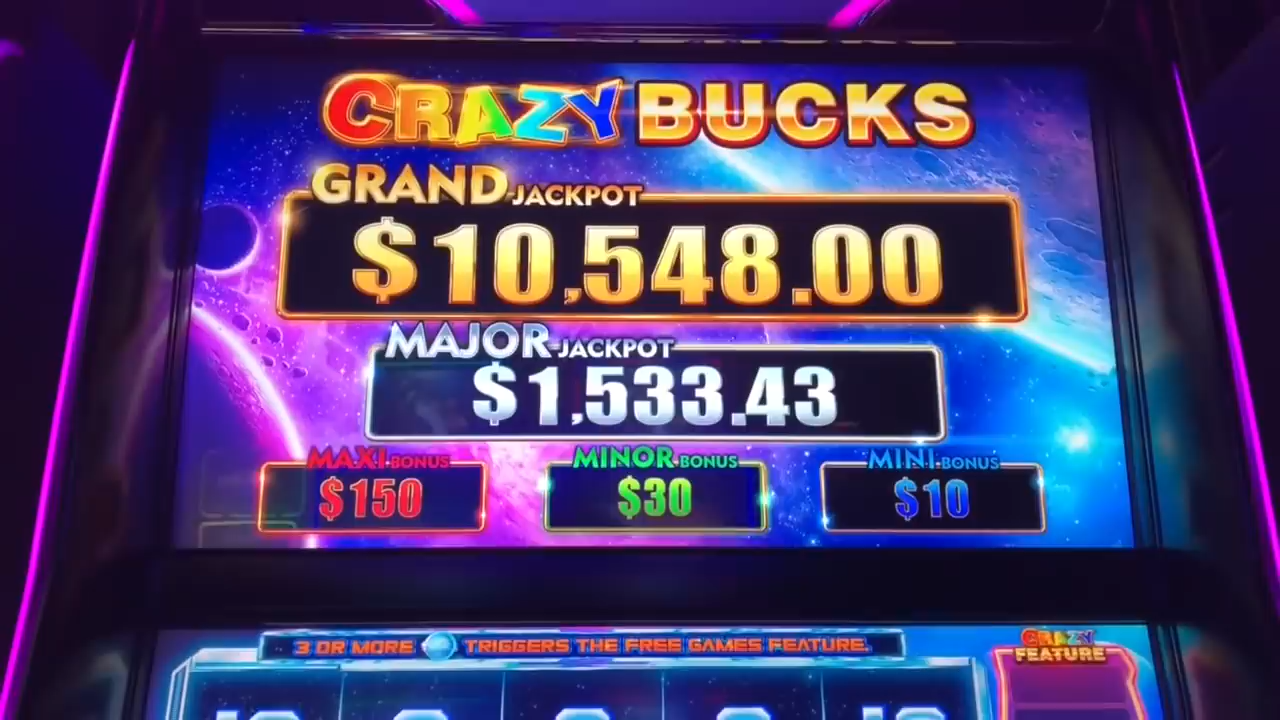 CRAZY BUCKS
GRAND JACKPOT
$10,548.00
MAJOR JACKPOT
$1,533.43
MAXI BONUS MINOR BONUS MINI BONUS
$150 $30 $10
3 OR MORE TRIGGERS THE FREE GAMES FEATURE.
CRAZY
FEATURE